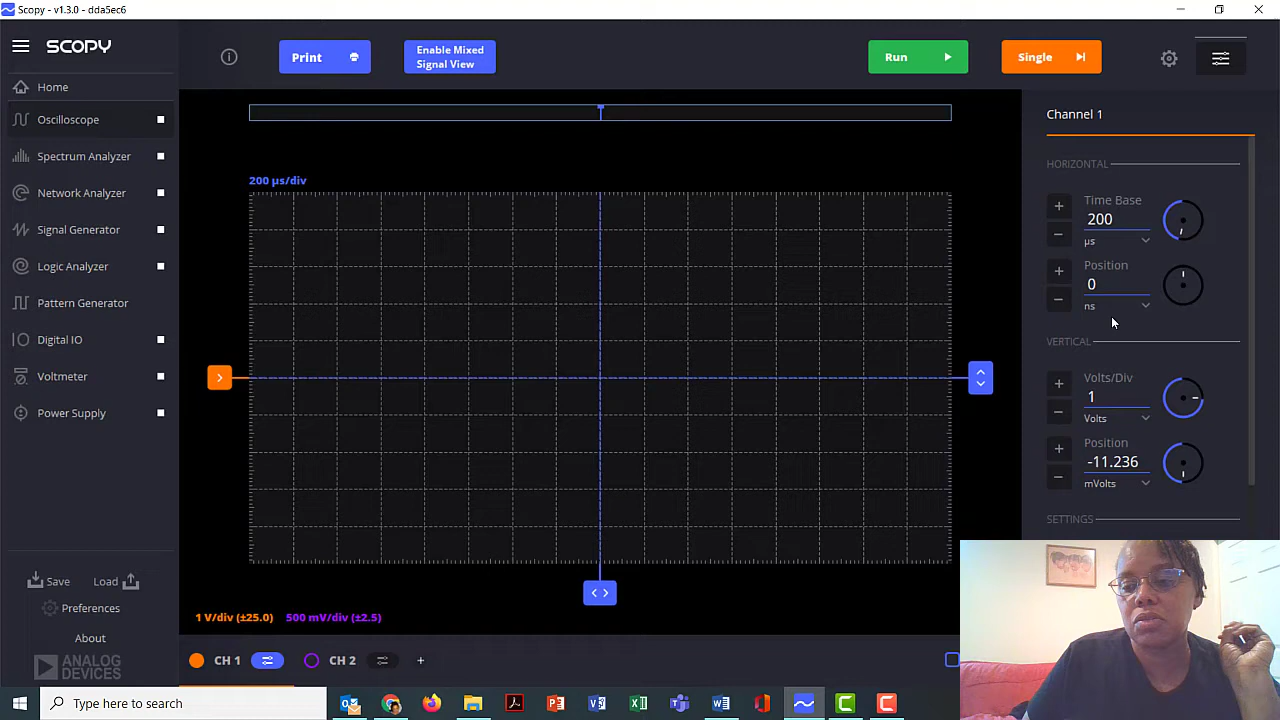 Scopy - v1.3.0 - dda5ec6
SCOPY
Print
Enable Mixed
Signal View
Run
Single
Home
Oscilloscope
Spectrum Analyzer
Network Analyzer
Signal Generator
Logic Analyzer
Pattern Generator
Digital IO
Voltmeter
Power Supply
Save
Load
Preferences
About
ANALOG
DEVICES
200 µs/div
1 V/div (±25.0) 500 mV/div (±2.5)
CH 1
CH 2
+
Channel 1
HORIZONTAL
Time Base
200
µs
Position
0
ns
VERTICAL
Volts/Div
1
Volts
Position
-11.236
mVolts
SETTINGS
Type here to search